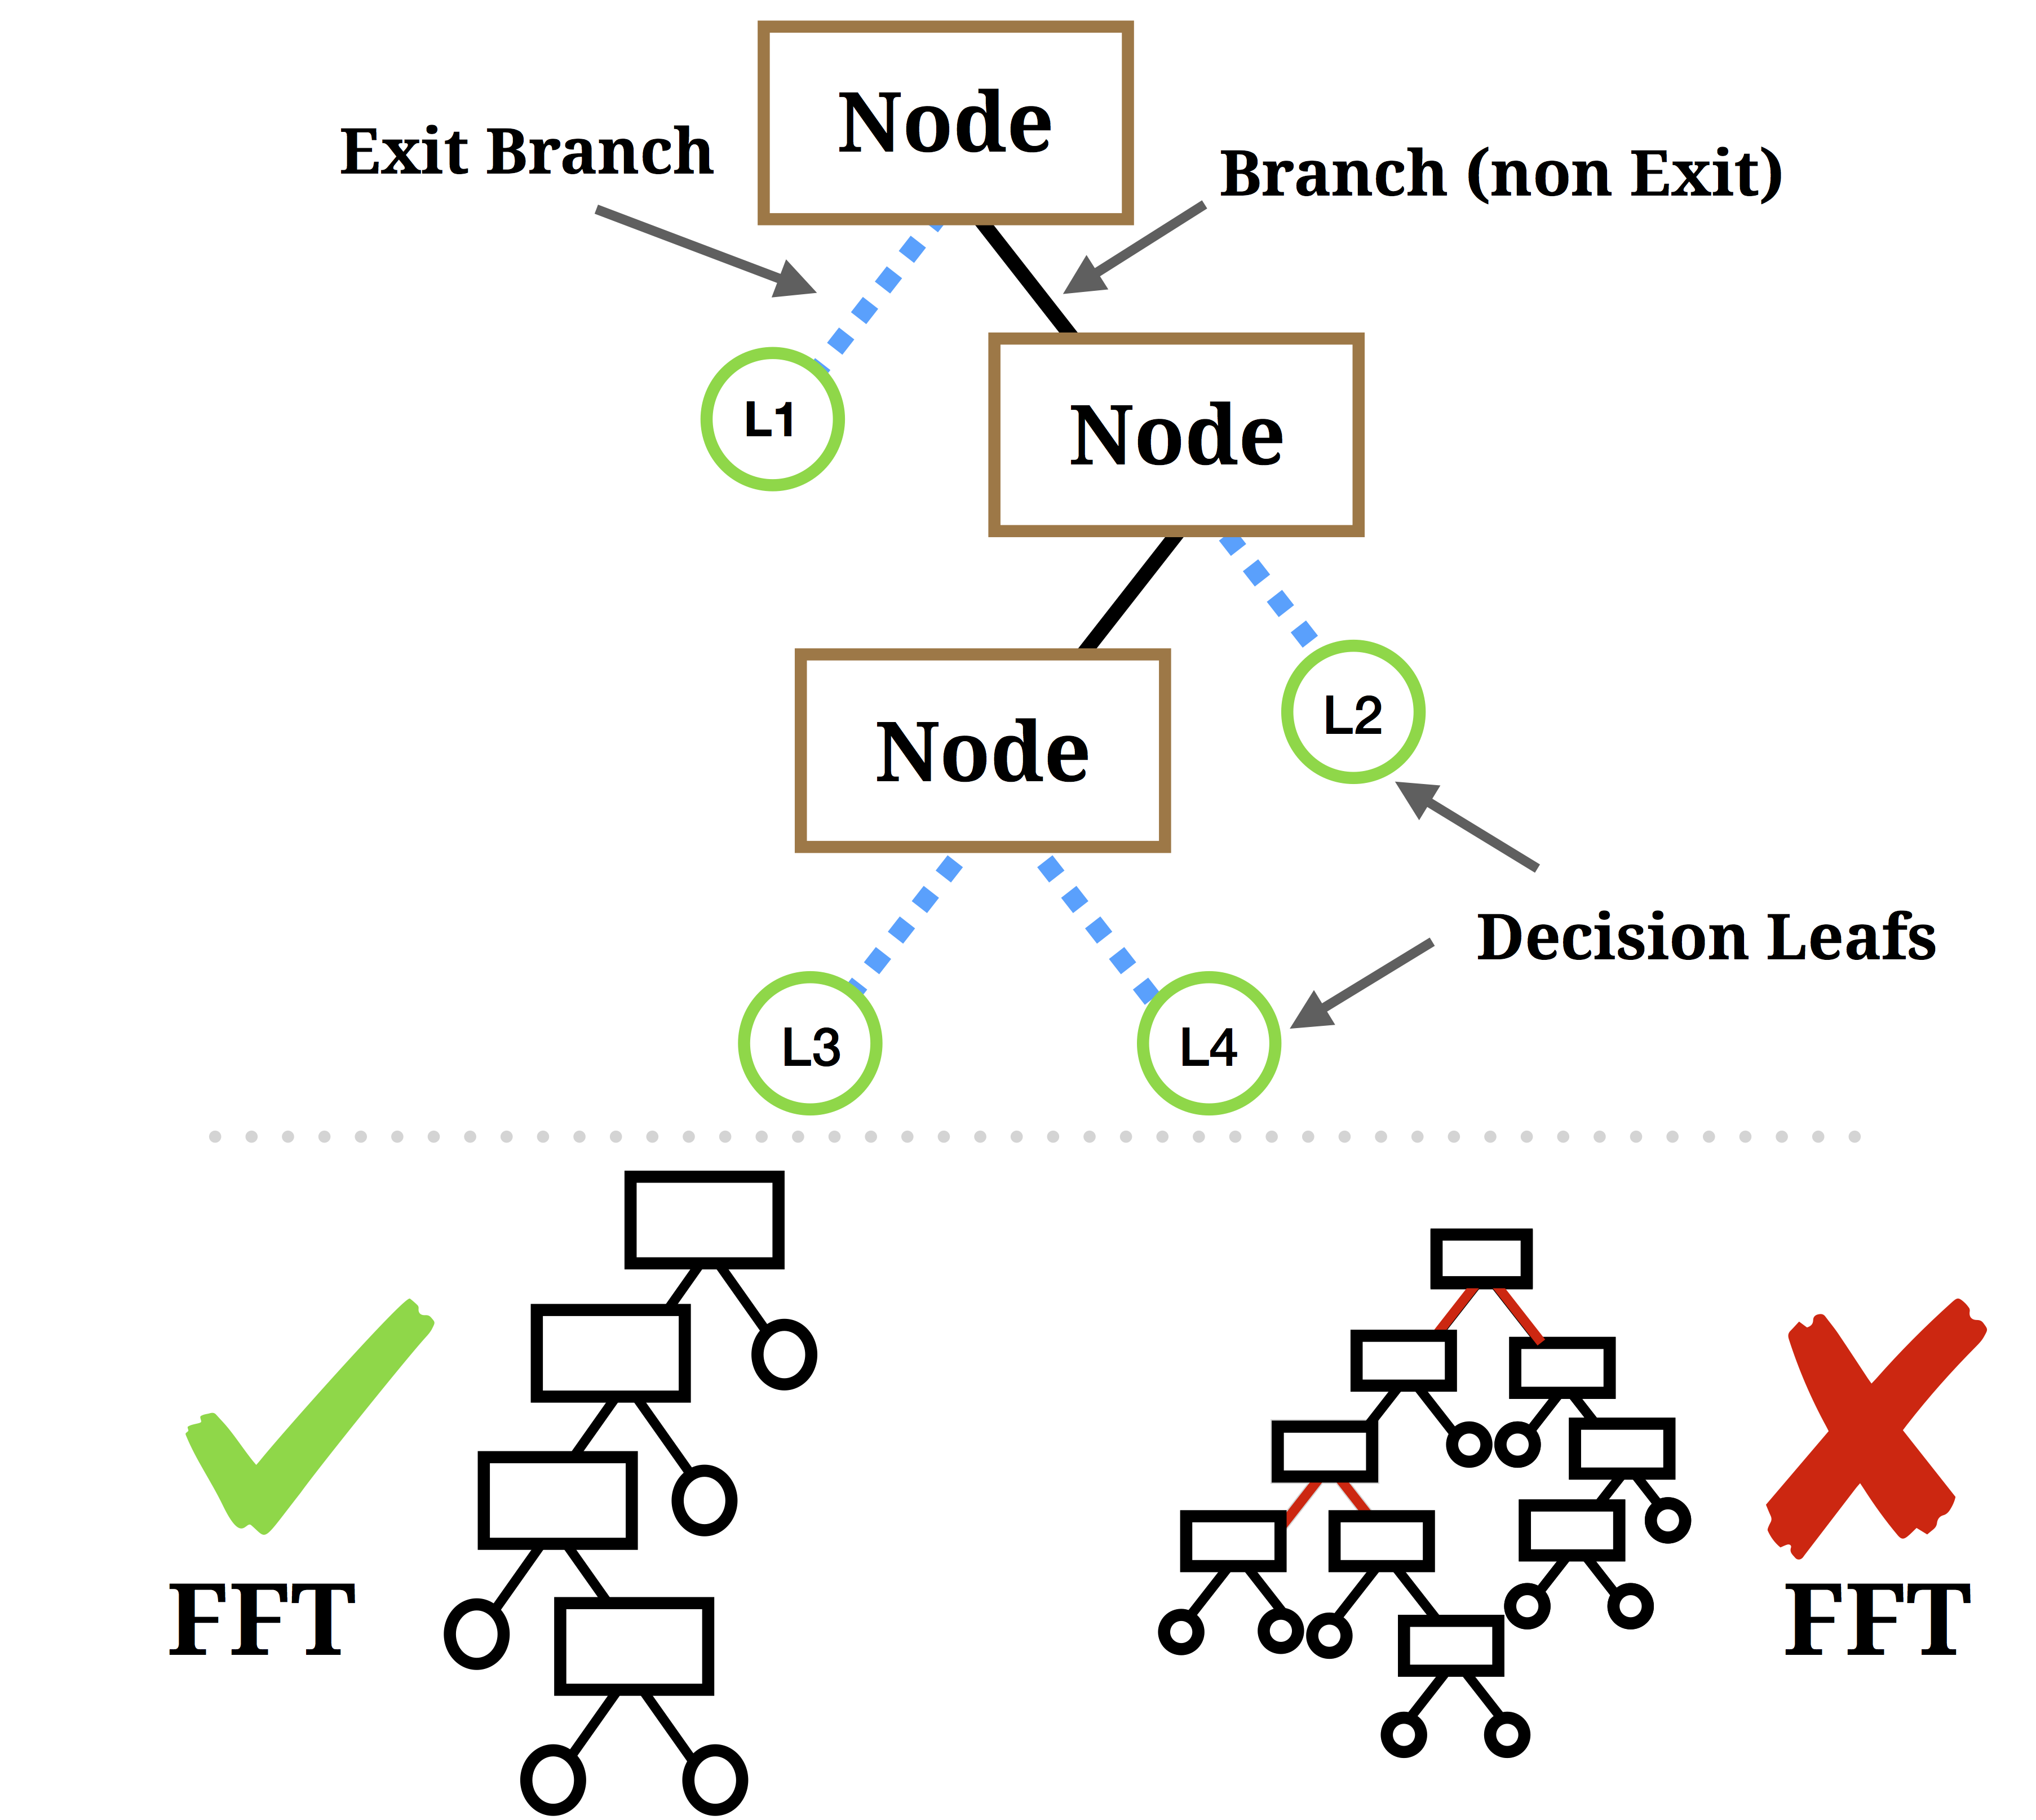 Node
Exit Branch
Branch (non Exit)
L1
Node
L2
Node
Decision Leafs
L3
L4
FFT
FFT